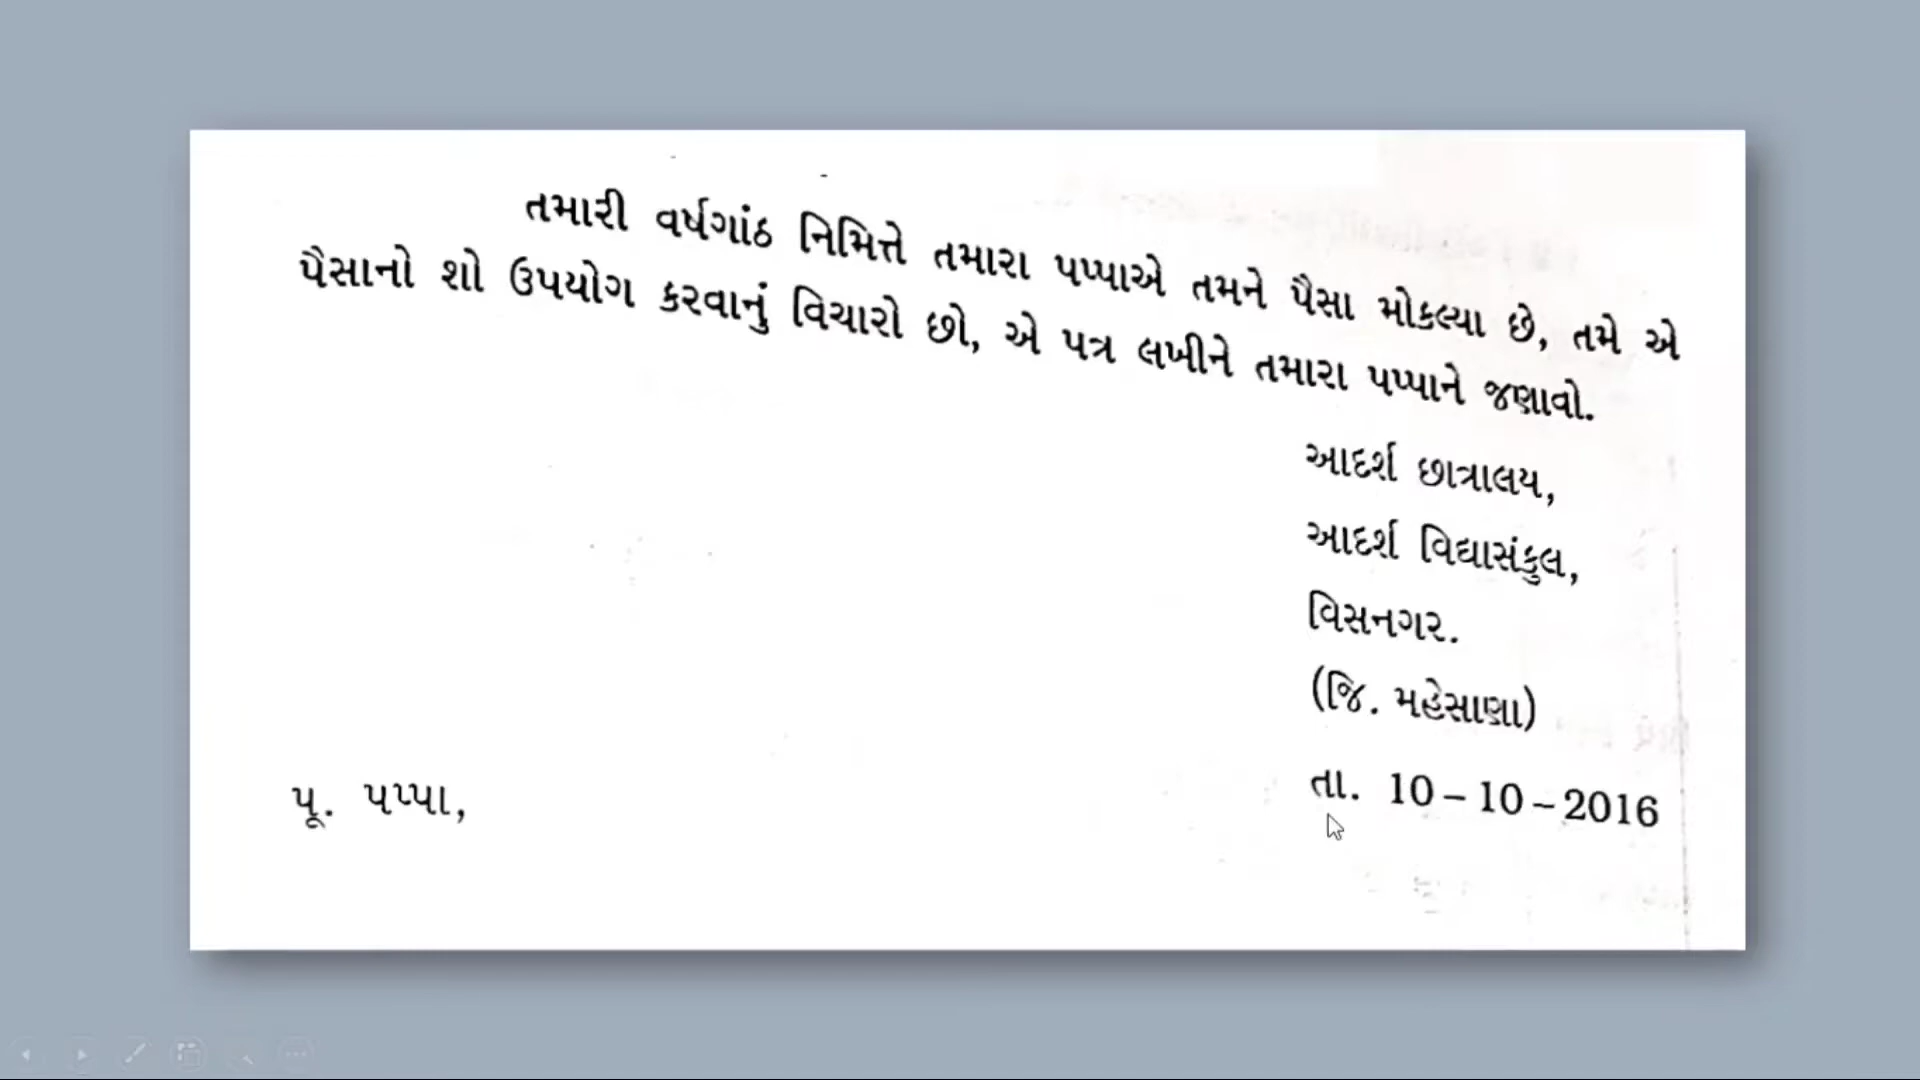 તમારી વર્ષગાંઠ નિમિત્તે તમારા પપ્પાએ તમને પૈસા મોકલ્યા છે, તમે એ
પૈસાનો શો ઉપયોગ કરવાનું વિચારો છો, એ પત્ર લખીને તમારા પપ્પાને જણાવો.
આદર્શ છાત્રાલય,
આદર્શ વિદ્યાસંકુલ,
વિસનગર.
(જિ. મહેસાણા)
તા. 10-10-2016
પૂ. પપ્પા,